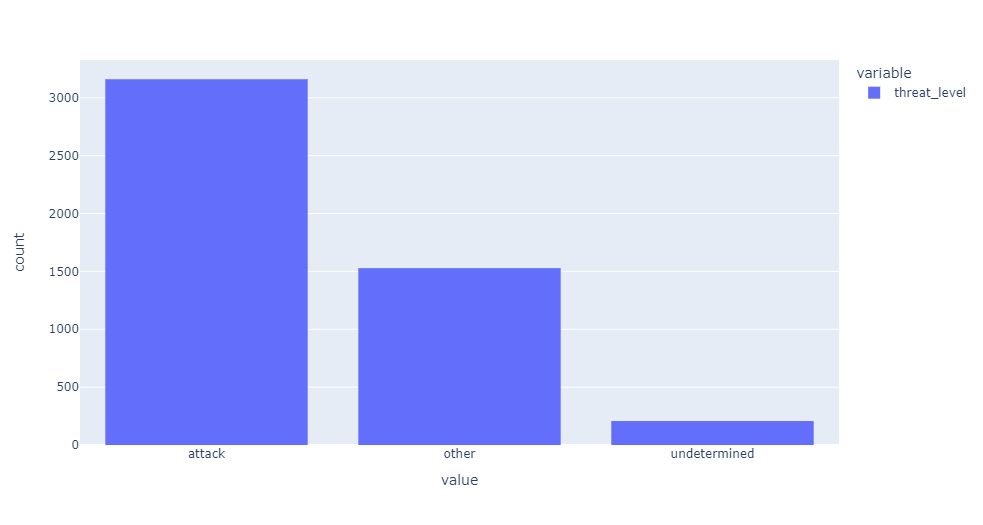 variable
threat_level
3000
2500
2000
1500
1000
500
0
count
attack
other
undetermined
value